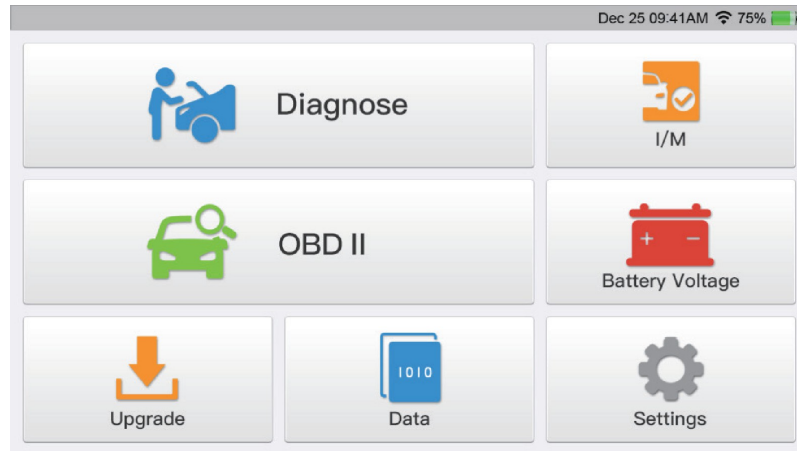 Dec 25 09:41AM 75%
Diagnose
I/M
OBD II
+ -
Battery Voltage
Upgrade
1010
Data
Settings